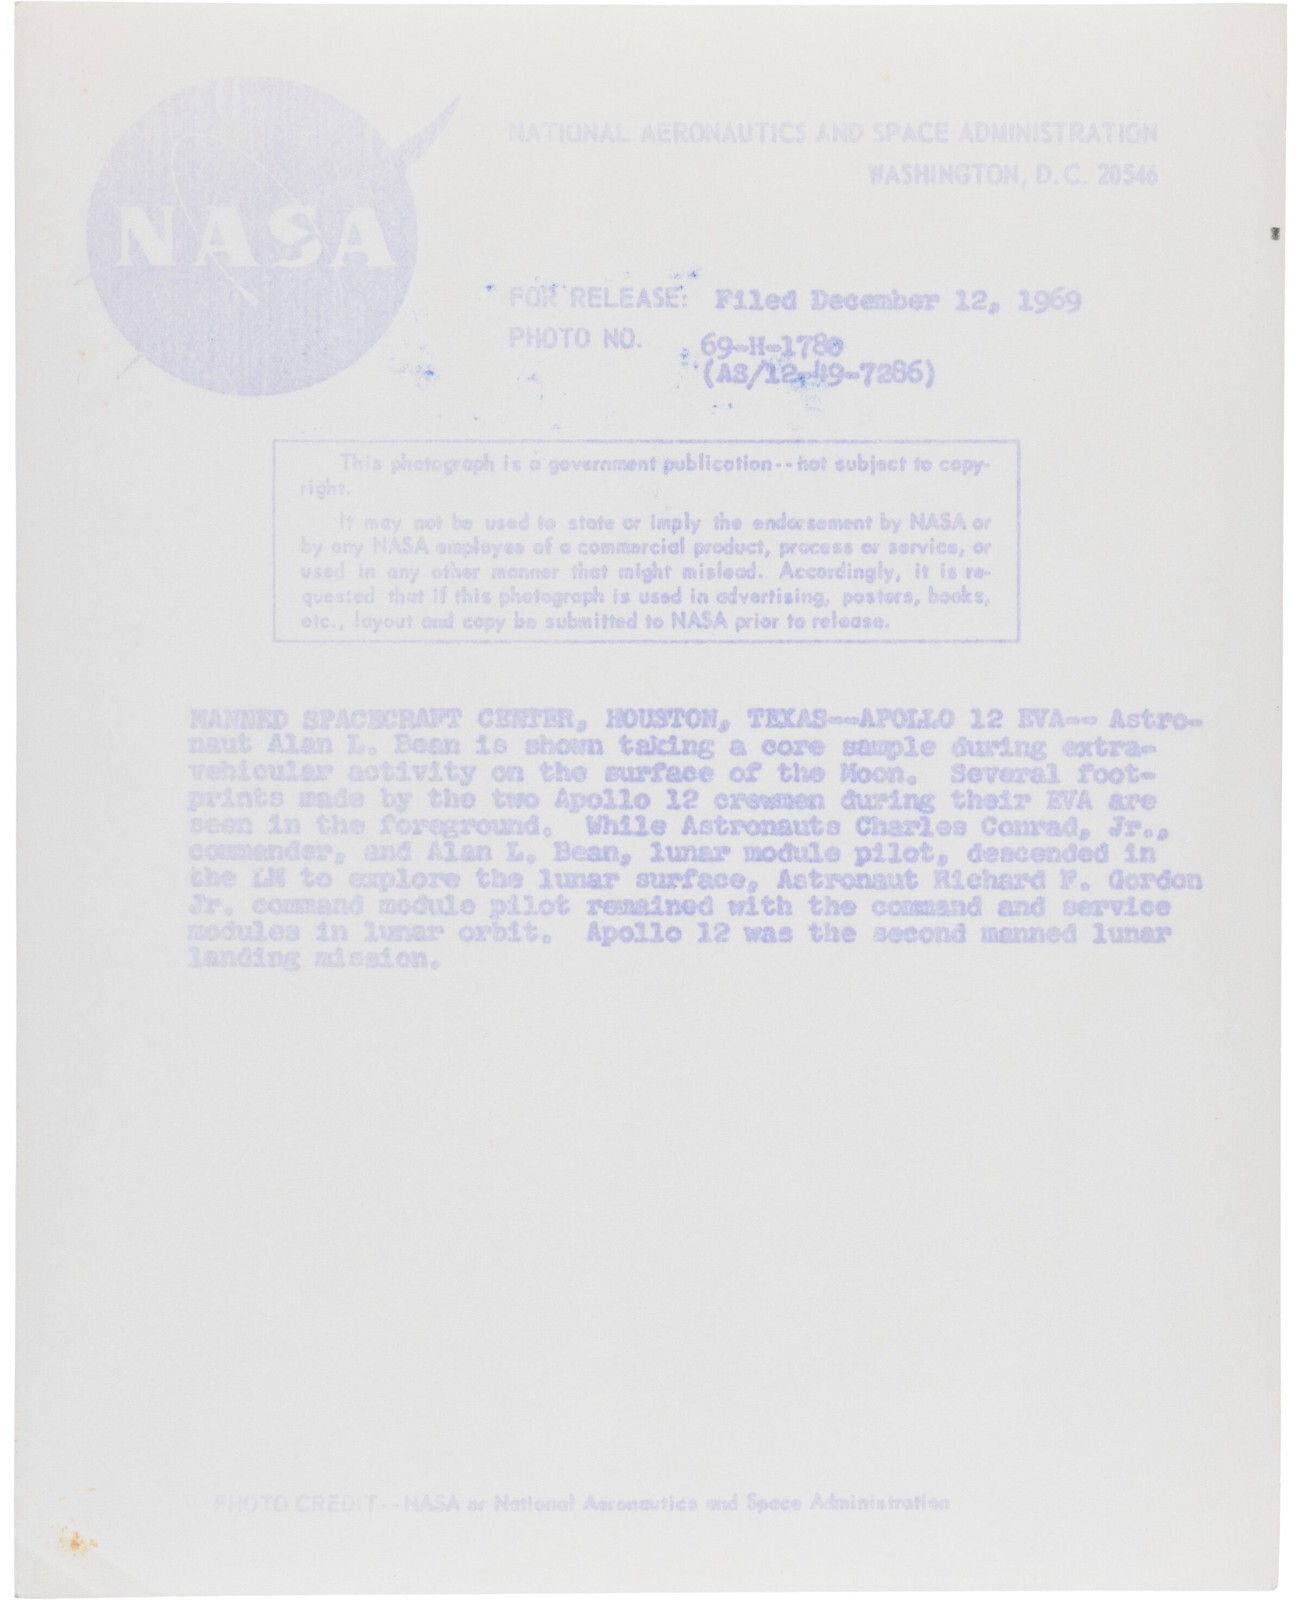 NASA
NATIONAL AERONAUTICS AND SPACE ADMINISTRATION
WASHINGTON, D.C. 20546
FOR RELEASE: Filed December 12, 1969
PHOTO NO. 69-H-1780
(AS/12-49-7286)
This photograph is a government publication--not subject to copy-
right.
It may not be used to state or imply the endorsement by NASA or
by any NASA employee of a commercial product, process or service, or
used in any other manner that might mislead. Accordingly, it is re-
quested that if this photograph is used in advertising, posters, books,
etc., layout and copy be submitted to NASA prior to release.
MANNED SPACECRAFT CENTER, HOUSTON, TEXAS--APOLLO 12 EVA-- Astro-
naut Alan L. Bean is shown taking a core sample during extra-
vehicular activity on the surface of the Moon. Several foot-
prints made by the two Apollo 12 crewmen during their EVA are
seen in the foreground. While Astronauts Charles Conrad, Jr.,
commander, and Alan L. Bean, lunar module pilot, descended in
the LM to explore the lunar surface, Astronaut Richard F. Gordon
Jr. command module pilot remained with the command and service
modules in lunar orbit. Apollo 12 was the second manned lunar
landing mission.
PHOTO CREDIT--NASA or National Aeronautics and Space Administration